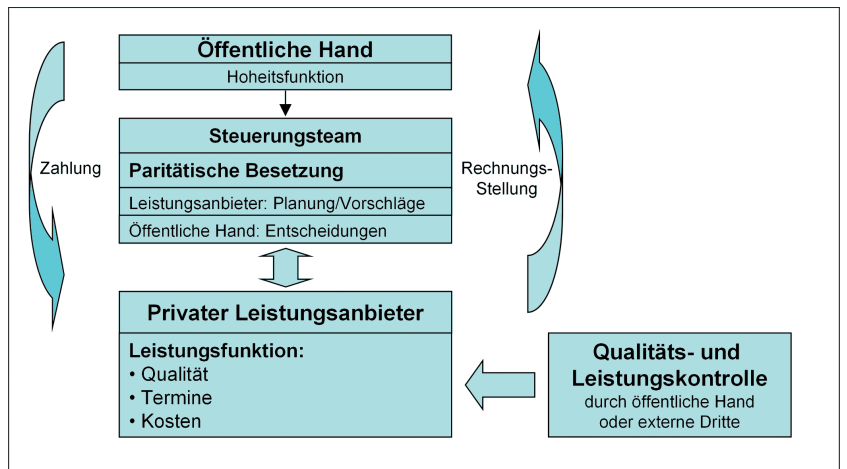 Öffentliche Hand
Hoheitsfunktion
Steuerungsteam
Paritätische Besetzung
Leistungsanbieter: Planung/Vorschläge
Öffentliche Hand: Entscheidungen
Zahlung
Rechnungs-
Stellung
Privater Leistungsanbieter
Leistungsfunktion:
• Qualität
• Termine
• Kosten
Qualitäts- und
Leistungskontrolle
durch öffentliche Hand
oder externe Dritte